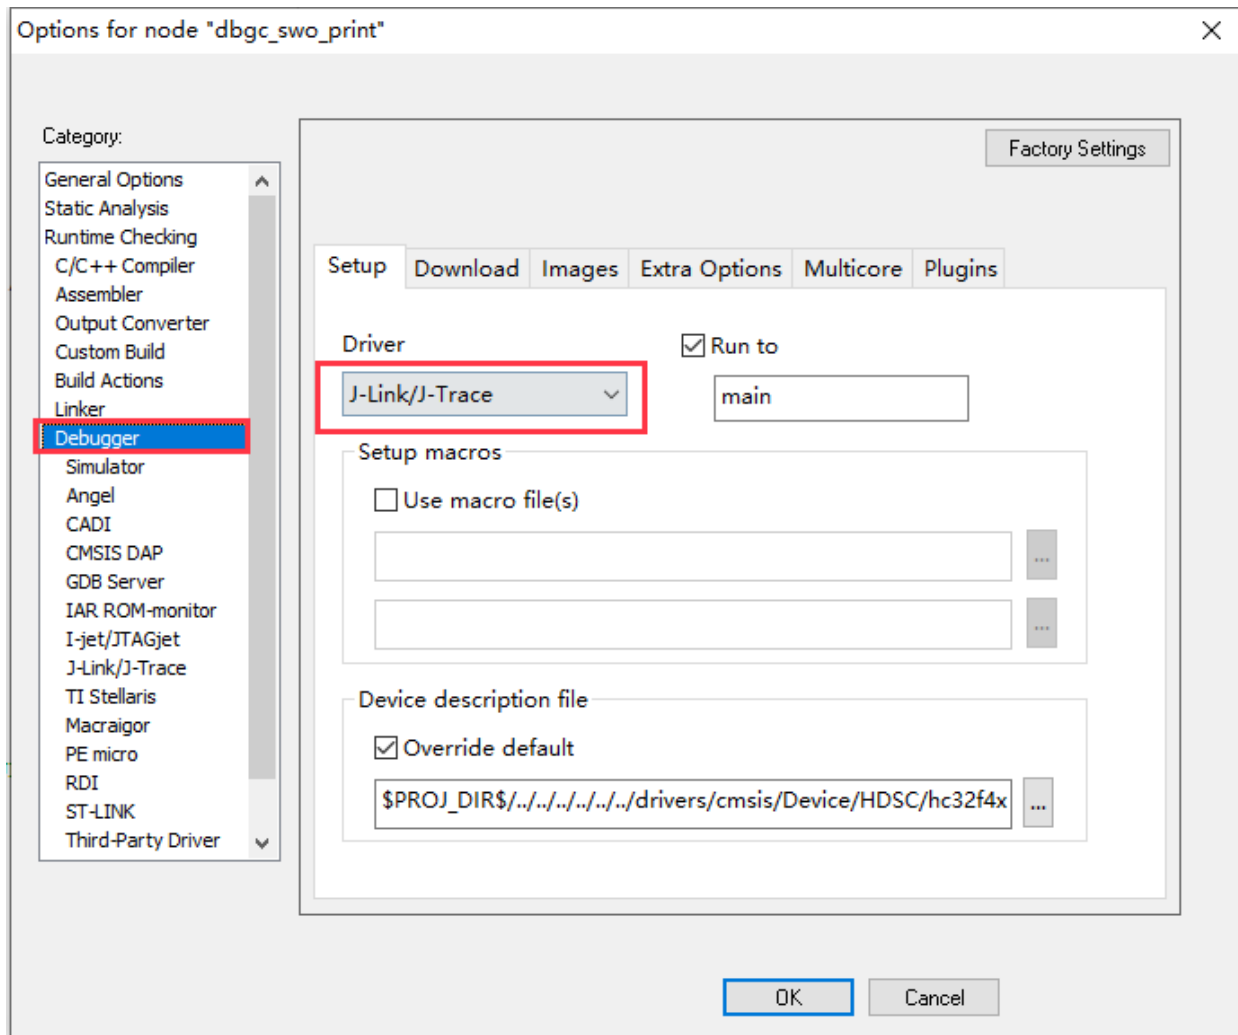 Options for node "dbgc_swo_print"
Category:
General Options
Static Analysis
Runtime Checking
C/C++ Compiler
Assembler
Output Converter
Custom Build
Build Actions
Linker
Debugger
Simulator
Angel
CADI
CMSIS DAP
GDB Server
IAR ROM-monitor
I-jet/JTAGjet
J-Link/J-Trace
TI Stellaris
Macraigor
PE micro
RDI
ST-LINK
Third-Party Driver
Factory Settings
Setup Download Images Extra Options Multicore Plugins
Driver
J-Link/J-Trace
Run to
main
Setup macros
Use macro file(s)
...
...
Device description file
Override default
$PROJ_DIR$/../../../../../../drivers/cmsis/Device/HDSC/hc32f4x
...
OK Cancel